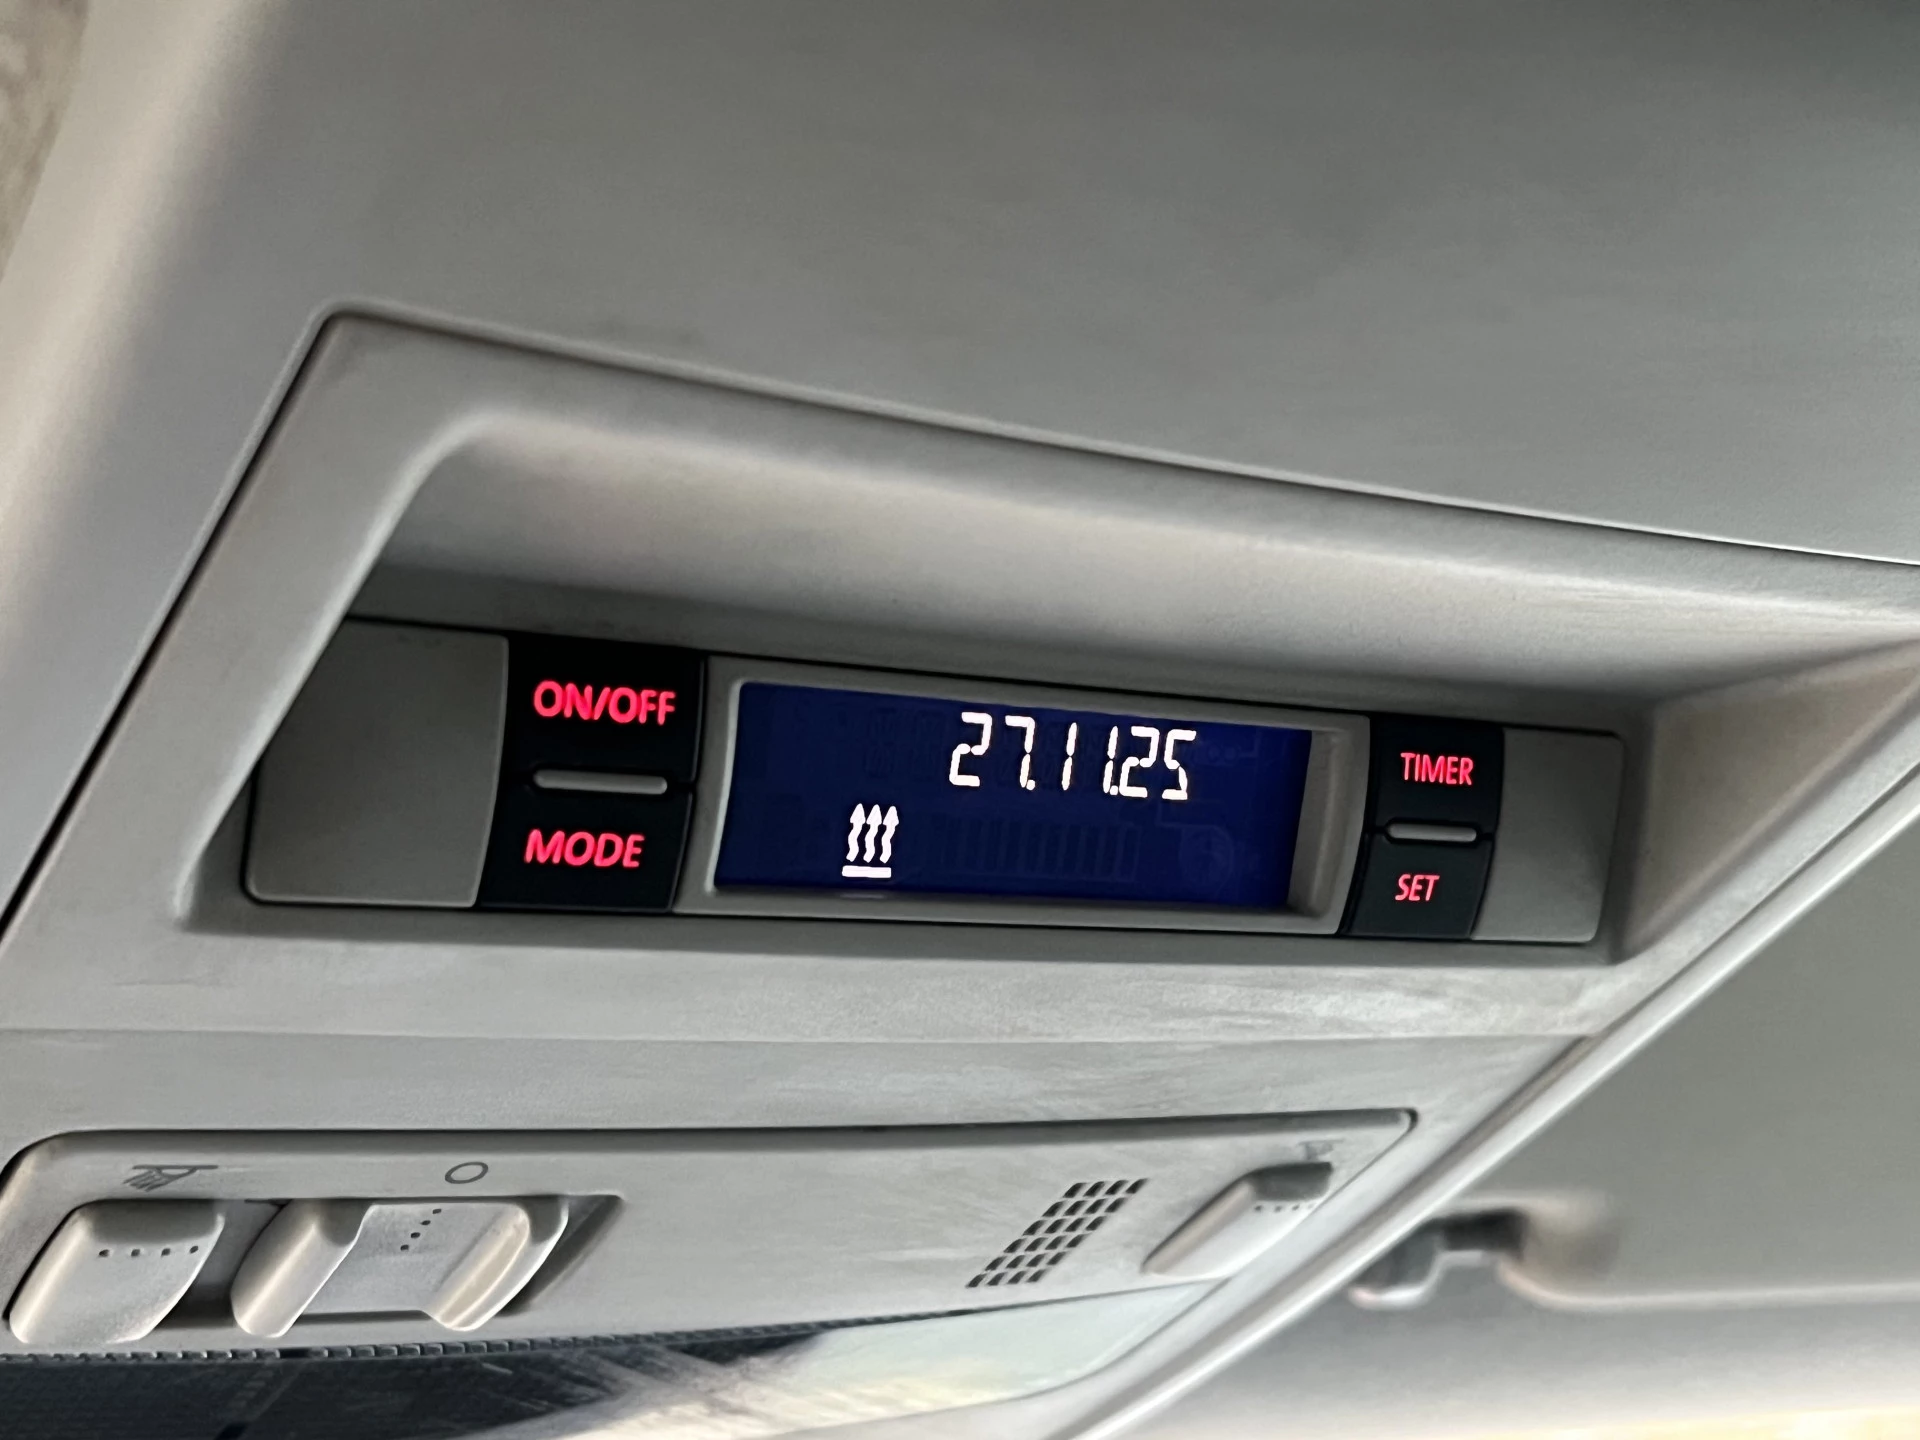 ON/OFF
27.11.25
TIMER
MODE
SET